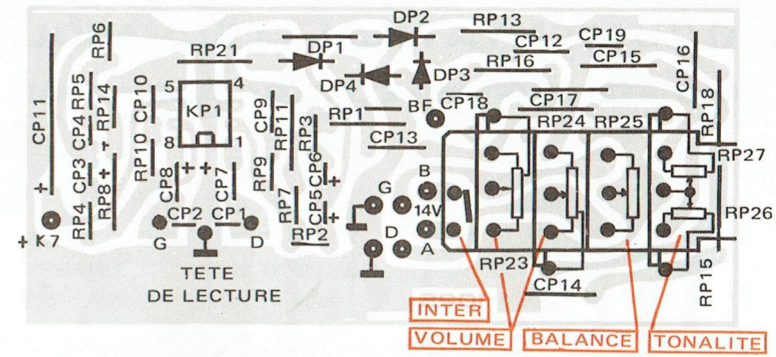 DP2
RP13
RP6
CP12
CP19
CP16
RP21
DP1
RP16
CP15
DP4
DP3
CP11
RP5
RP14
CP10
5
4
KP1
CP9
RP11
RP3
RP1
BF
CP18
CP17
RP18
CP4
RP24
RP25
8
1
CP13
RP27
CP3
RP8
+
-
RP10
CP8
+
+
CP7
RP9
CP6
+
B
G
14V
RP4
RP7
CP5
+
RP26
+
+ K7
CP2
CP1
G
D
RP2
D
A
RP23
RP15
TETE
DE LECTURE
CP14
INTER
VOLUME
BALANCE
TONALITE